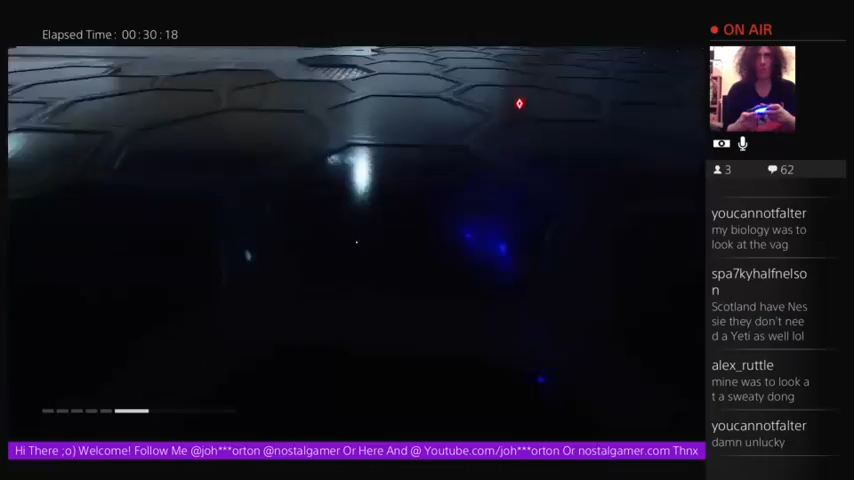 Elapsed Time : 00:30:18
ON AIR
3 62
youcannotfalter
my biology was to
look at the vag
spa7kyhalfnelso
n
Scotland have Nes
sie they don't nee
d a Yeti as well lol
alex_ruttle
mine was to look a
t a sweaty dong
youcannotfalter
damn unlucky
Hi There ;o) Welcome! Follow Me @joh***orton @nostalgamer Or Here And @ Youtube.com/joh***orton Or nostalgamer.com Thnx